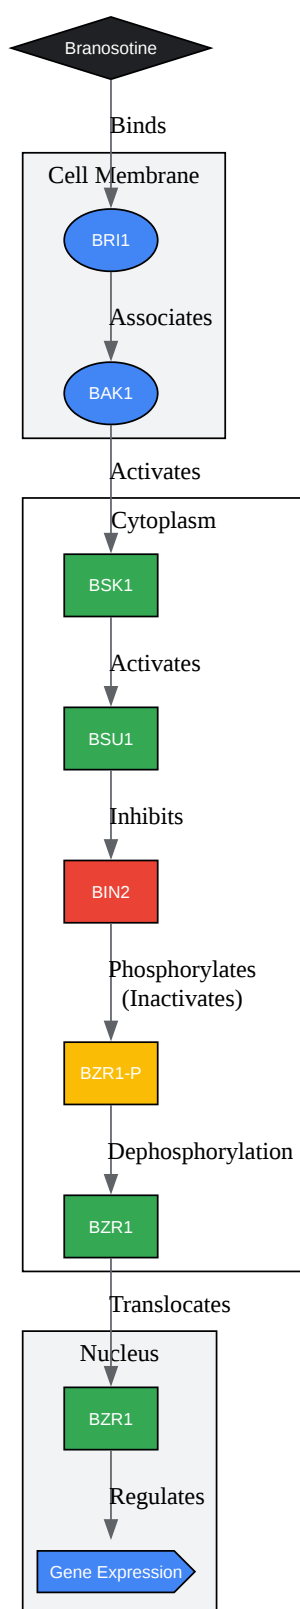 Branosotine
Binds
Cell Membrane
BRI1
Associates
BAK1
Activates
Cytoplasm
BSK1
Activates
BSU1
Inhibits
BIN2
Phosphorylates
(Inactivates)
BZR1-P
Dephosphorylation
BZR1
Translocates
Nucleus
BZR1
Regulates
Gene Expression